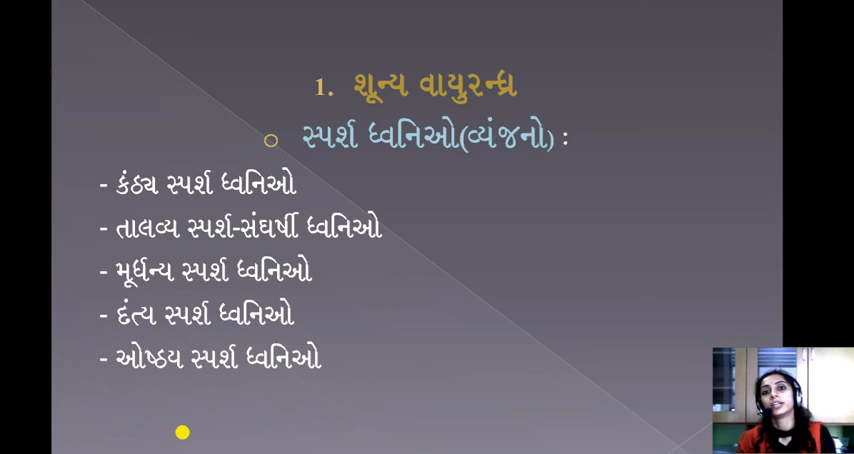 1. શૂન્ય વાયુરન્ધ્ર
સ્પર્શ ધ્વનિઓ(વ્યંજનો) :
- કંઠ્ય સ્પર્શ ધ્વનિઓ
- તાલવ્ય સ્પર્શ-સંઘર્ષી ધ્વનિઓ
- મૂર્ધન્ય સ્પર્શ ધ્વનિઓ
- દંત્ય સ્પર્શ ધ્વનિઓ
- ઓષ્ઠય સ્પર્શ ધ્વનિઓ